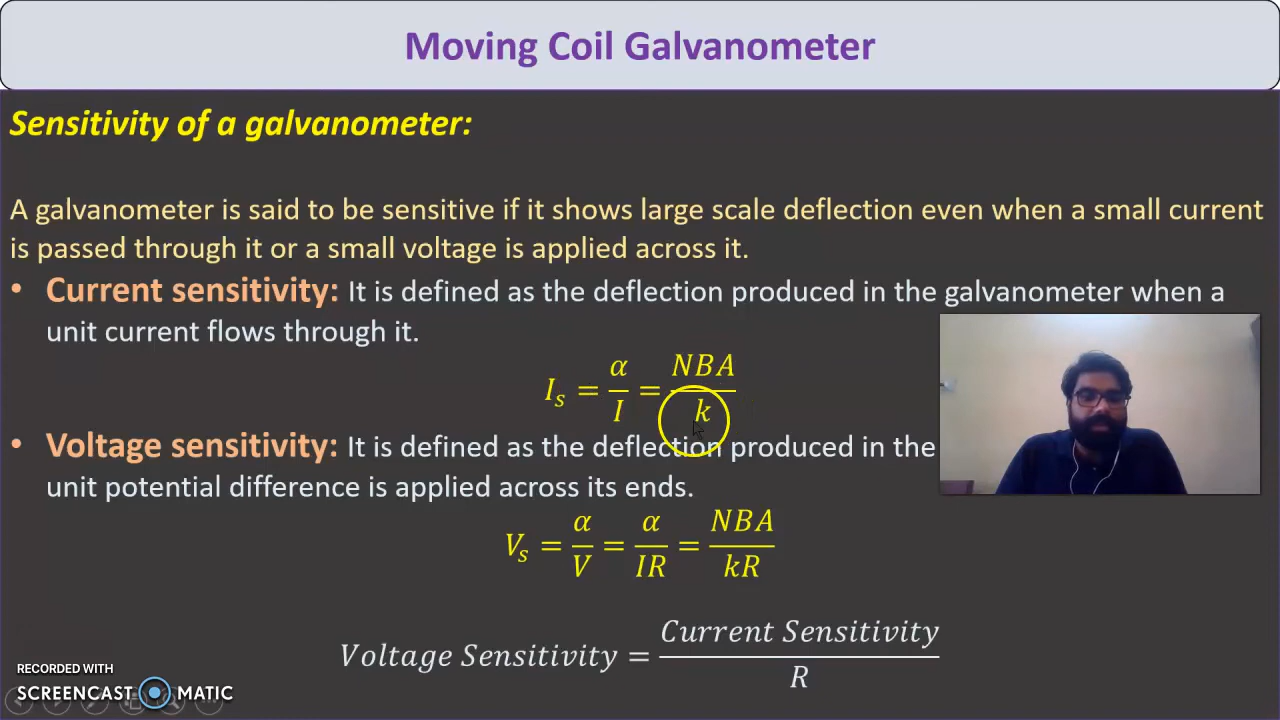 Moving Coil Galvanometer
Sensitivity of a galvanometer:
A galvanometer is said to be sensitive if it shows large scale deflection even when a small current
is passed through it or a small voltage is applied across it.
• Current sensitivity: It is defined as the deflection produced in the galvanometer when a
unit current flows through it.
I_s = α/I = NBA/k
• Voltage sensitivity: It is defined as the deflection produced in the
unit potential difference is applied across its ends.
V_s = α/V = α/IR = NBA/kR
Voltage Sensitivity = Current Sensitivity/R
RECORDED WITH
SCREENCAST MATIC